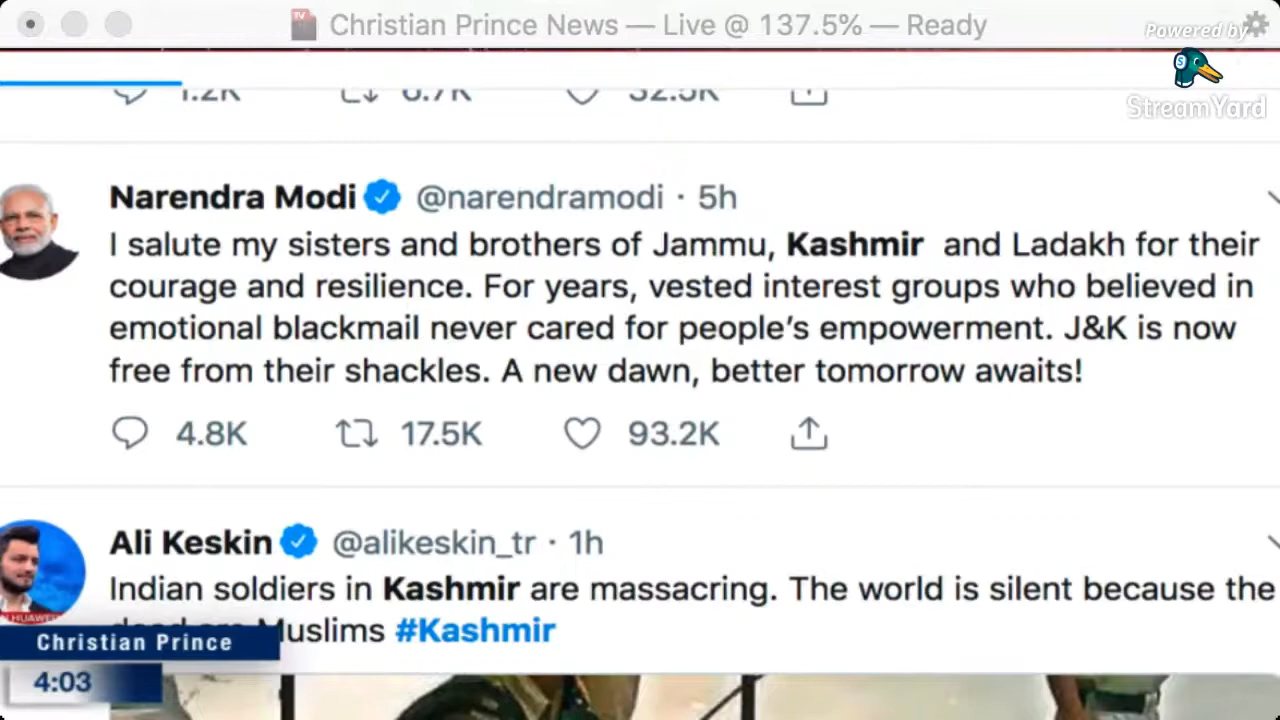 TV Christian Prince News — Live @ 137.5% — Ready
Powered by
StreamYard
1.2K 6.7K 32.5K
Narendra Modi @narendramodi · 5h
I salute my sisters and brothers of Jammu, Kashmir and Ladakh for their
courage and resilience. For years, vested interest groups who believed in
emotional blackmail never cared for people's empowerment. J&K is now
free from their shackles. A new dawn, better tomorrow awaits!
4.8K 17.5K 93.2K
Ali Keskin @alikeskin_tr · 1h
Indian soldiers in Kashmir are massacring. The world is silent because the
Muslims #Kashmir
Christian Prince
4:03